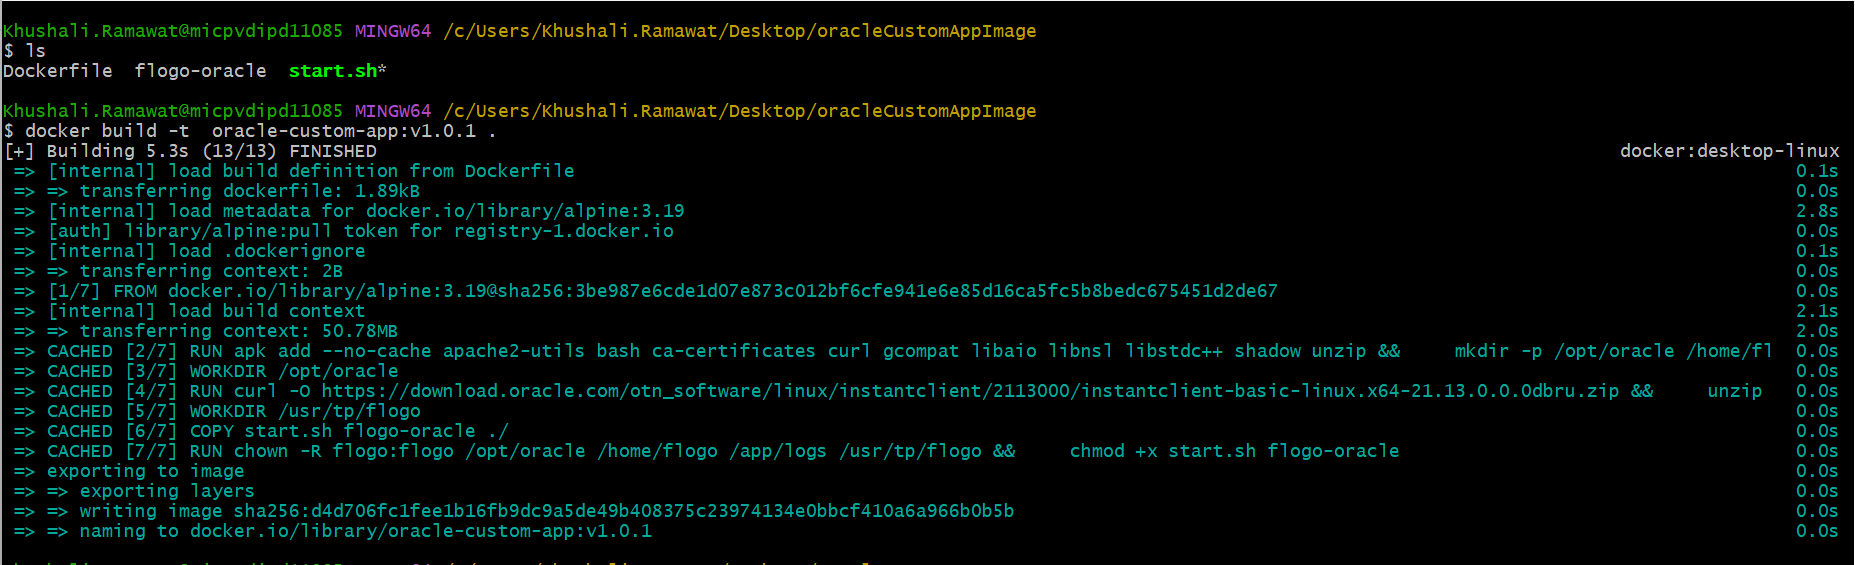 Khushali.Ramawat@micpvdipd11085 MINGW64 /c/Users/Khushali.Ramawat/Desktop/oracleCustomAppImage
$ ls
Dockerfile  flogo-oracle  start.sh*
Khushali.Ramawat@micpvdipd11085 MINGW64 /c/Users/Khushali.Ramawat/Desktop/oracleCustomAppImage
$ docker build -t  oracle-custom-app:v1.0.1 .
[+] Building 5.3s (13/13) FINISHED docker:desktop-linux
=> [internal] load build definition from Dockerfile 0.1s
=> => transferring dockerfile: 1.89kB 0.0s
=> [internal] load metadata for docker.io/library/alpine:3.19 2.8s
=> [auth] library/alpine:pull token for registry-1.docker.io 0.0s
=> [internal] load .dockerignore 0.1s
=> => transferring context: 2B 0.0s
=> [1/7] FROM docker.io/library/alpine:3.19@sha256:3be987e6cde1d07e873c012bf6cfe941e6e85d16ca5fc5b8bedc675451d2de67 0.0s
=> [internal] load build context 2.1s
=> => transferring context: 50.78MB 2.0s
=> CACHED [2/7] RUN apk add --no-cache apache2-utils bash ca-certificates curl gcompat libaio libnsl libstdc++ shadow unzip &&     mkdir -p /opt/oracle /home/fl 0.0s
=> CACHED [3/7] WORKDIR /opt/oracle 0.0s
=> CACHED [4/7] RUN curl -O https://download.oracle.com/otn_software/linux/instantclient/2113000/instantclient-basic-linux.x64-21.13.0.0.0dbru.zip &&     unzip 0.0s
=> CACHED [5/7] WORKDIR /usr/tp/flogo 0.0s
=> CACHED [6/7] COPY start.sh flogo-oracle ./ 0.0s
=> CACHED [7/7] RUN chown -R flogo:flogo /opt/oracle /home/flogo /app/logs /usr/tp/flogo &&     chmod +x start.sh flogo-oracle 0.0s
=> exporting to image 0.0s
=> => exporting layers 0.0s
=> => writing image sha256:d4d706fc1fee1b16fb9dc9a5de49b408375c23974134e0bbcf410a6a966b0b5b 0.0s
=> => naming to docker.io/library/oracle-custom-app:v1.0.1 0.0s